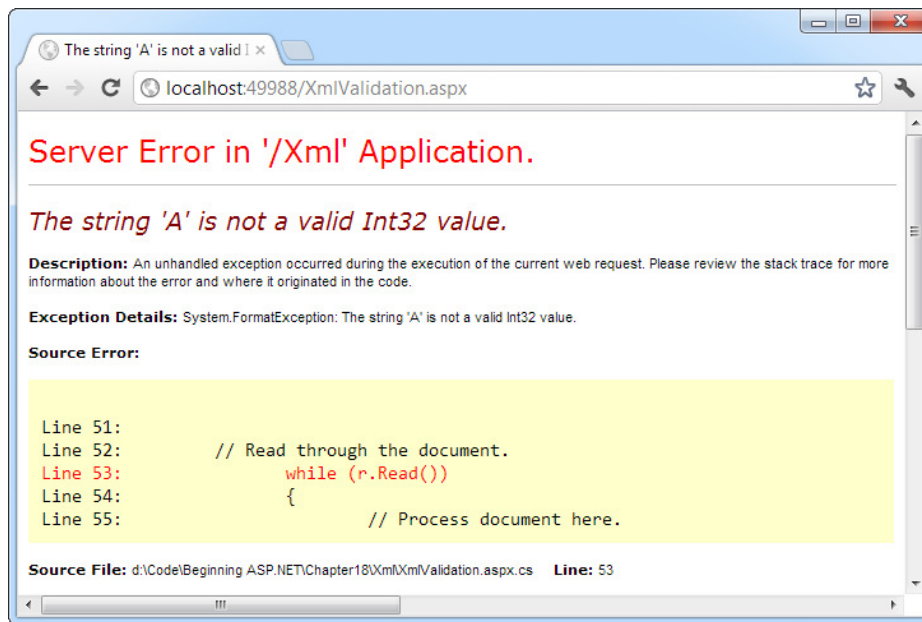 The string 'A' is not a valid I
localhost:49988/XmlValidation.aspx
Server Error in '/Xml' Application.
The string 'A' is not a valid Int32 value.
Description: An unhandled exception occurred during the execution of the current web request. Please review the stack trace for more
information about the error and where it originated in the code.
Exception Details: System.FormatException: The string 'A' is not a valid Int32 value.
Source Error:
Line 51:
Line 52:         // Read through the document.
Line 53:                while (r.Read())
Line 54:                {
Line 55:                        // Process document here.
Source File: d:\Code\Beginning ASP.NET\Chapter18\Xml\XmlValidation.aspx.cs    Line: 53